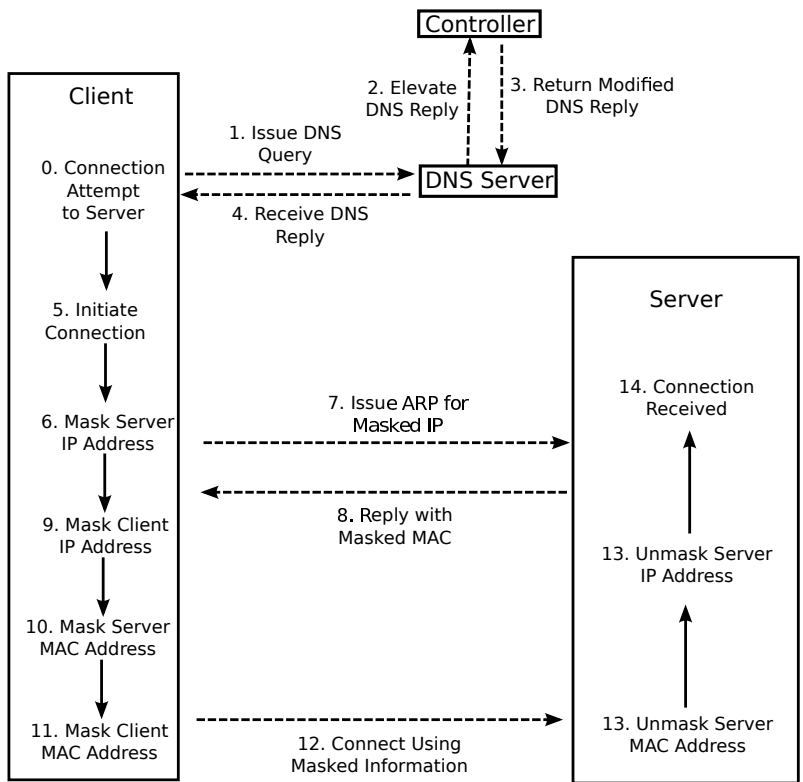 Controller
2. Elevate
DNS Reply
3. Return Modified
DNS Reply
Client
1. Issue DNS
Query
DNS Server
0. Connection
Attempt
to Server
4. Receive DNS
Reply
5. Initiate
Connection
Server
6. Mask Server
IP Address
7. Issue ARP for
Masked IP
14. Connection
Received
8. Reply with
Masked MAC
9. Mask Client
IP Address
13. Unmask Server
IP Address
10. Mask Server
MAC Address
11. Mask Client
MAC Address
12. Connect Using
Masked Information
13. Unmask Server
MAC Address